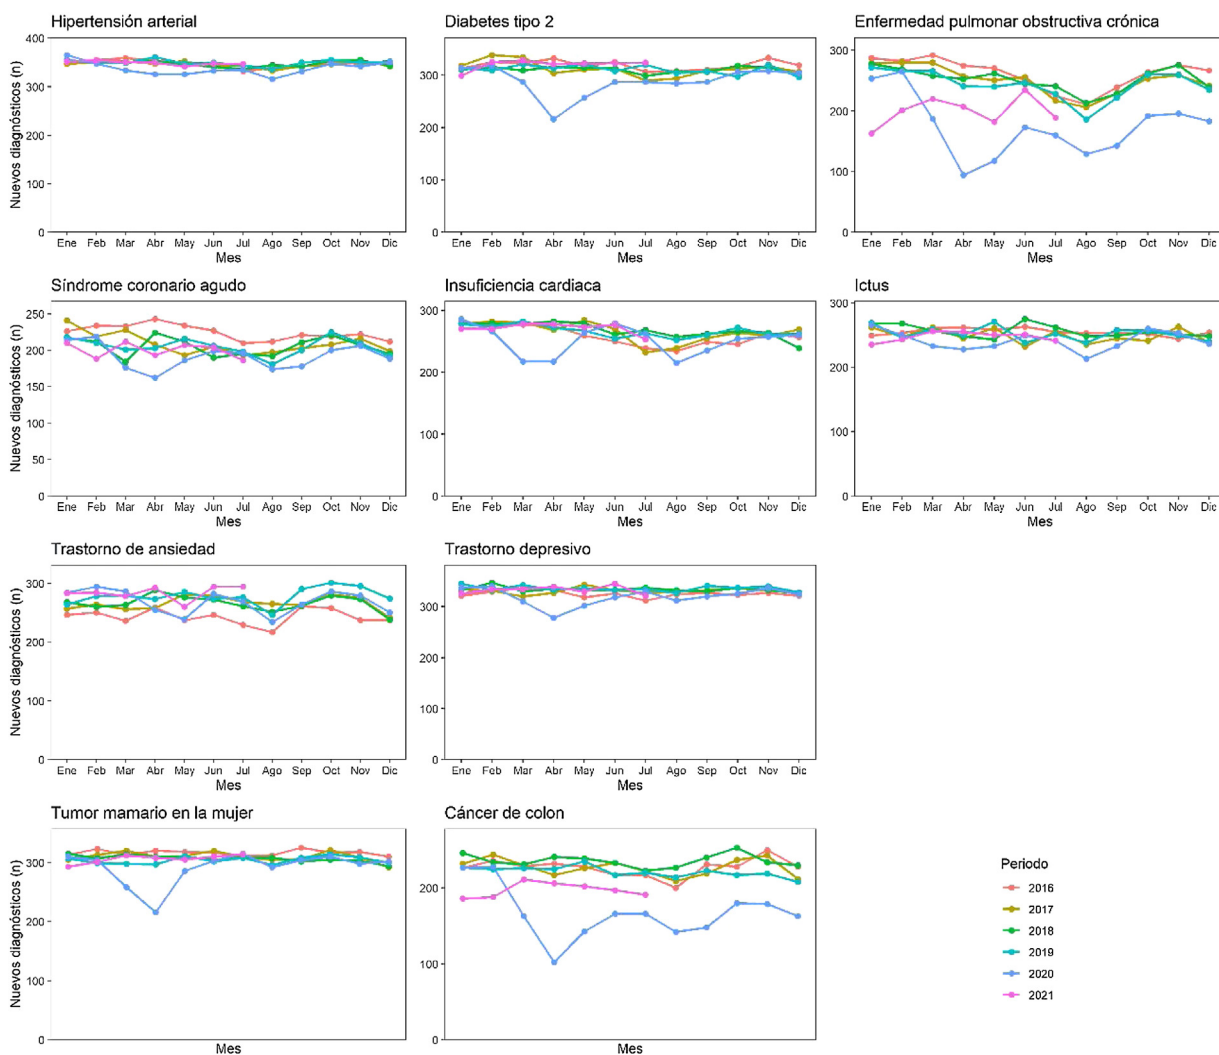 Hipertensión arterial
Nuevos diagnósticos (n)
400
300
200
100
0
Ene Feb Mar Abr May Jun Jul Ago Sep Oct Nov Dic
Mes
Diabetes tipo 2
300
200
100
0
Ene Feb Mar Abr May Jun Jul Ago Sep Oct Nov Dic
Mes
Enfermedad pulmonar obstructiva crónica
300
200
100
0
Ene Feb Mar Abr May Jun Jul Ago Sep Oct Nov Dic
Mes
Síndrome coronario agudo
Nuevos diagnósticos (n)
250
200
150
100
50
0
Ene Feb Mar Abr May Jun Jul Ago Sep Oct Nov Dic
Mes
Insuficiencia cardiaca
300
200
100
0
Ene Feb Mar Abr May Jun Jul Ago Sep Oct Nov Dic
Mes
Ictus
300
200
100
0
Ene Feb Mar Abr May Jun Jul Ago Sep Oct Nov Dic
Mes
Trastorno de ansiedad
Nuevos diagnósticos (n)
300
200
100
0
Ene Feb Mar Abr May Jun Jul Ago Sep Oct Nov Dic
Mes
Trastorno depresivo
300
200
100
0
Ene Feb Mar Abr May Jun Jul Ago Sep Oct Nov Dic
Mes
Tumor mamario en la mujer
Nuevos diagnósticos (n)
300
200
100
0
Mes
Cáncer de colon
200
100
0
Mes
Periodo
2016
2017
2018
2019
2020
2021